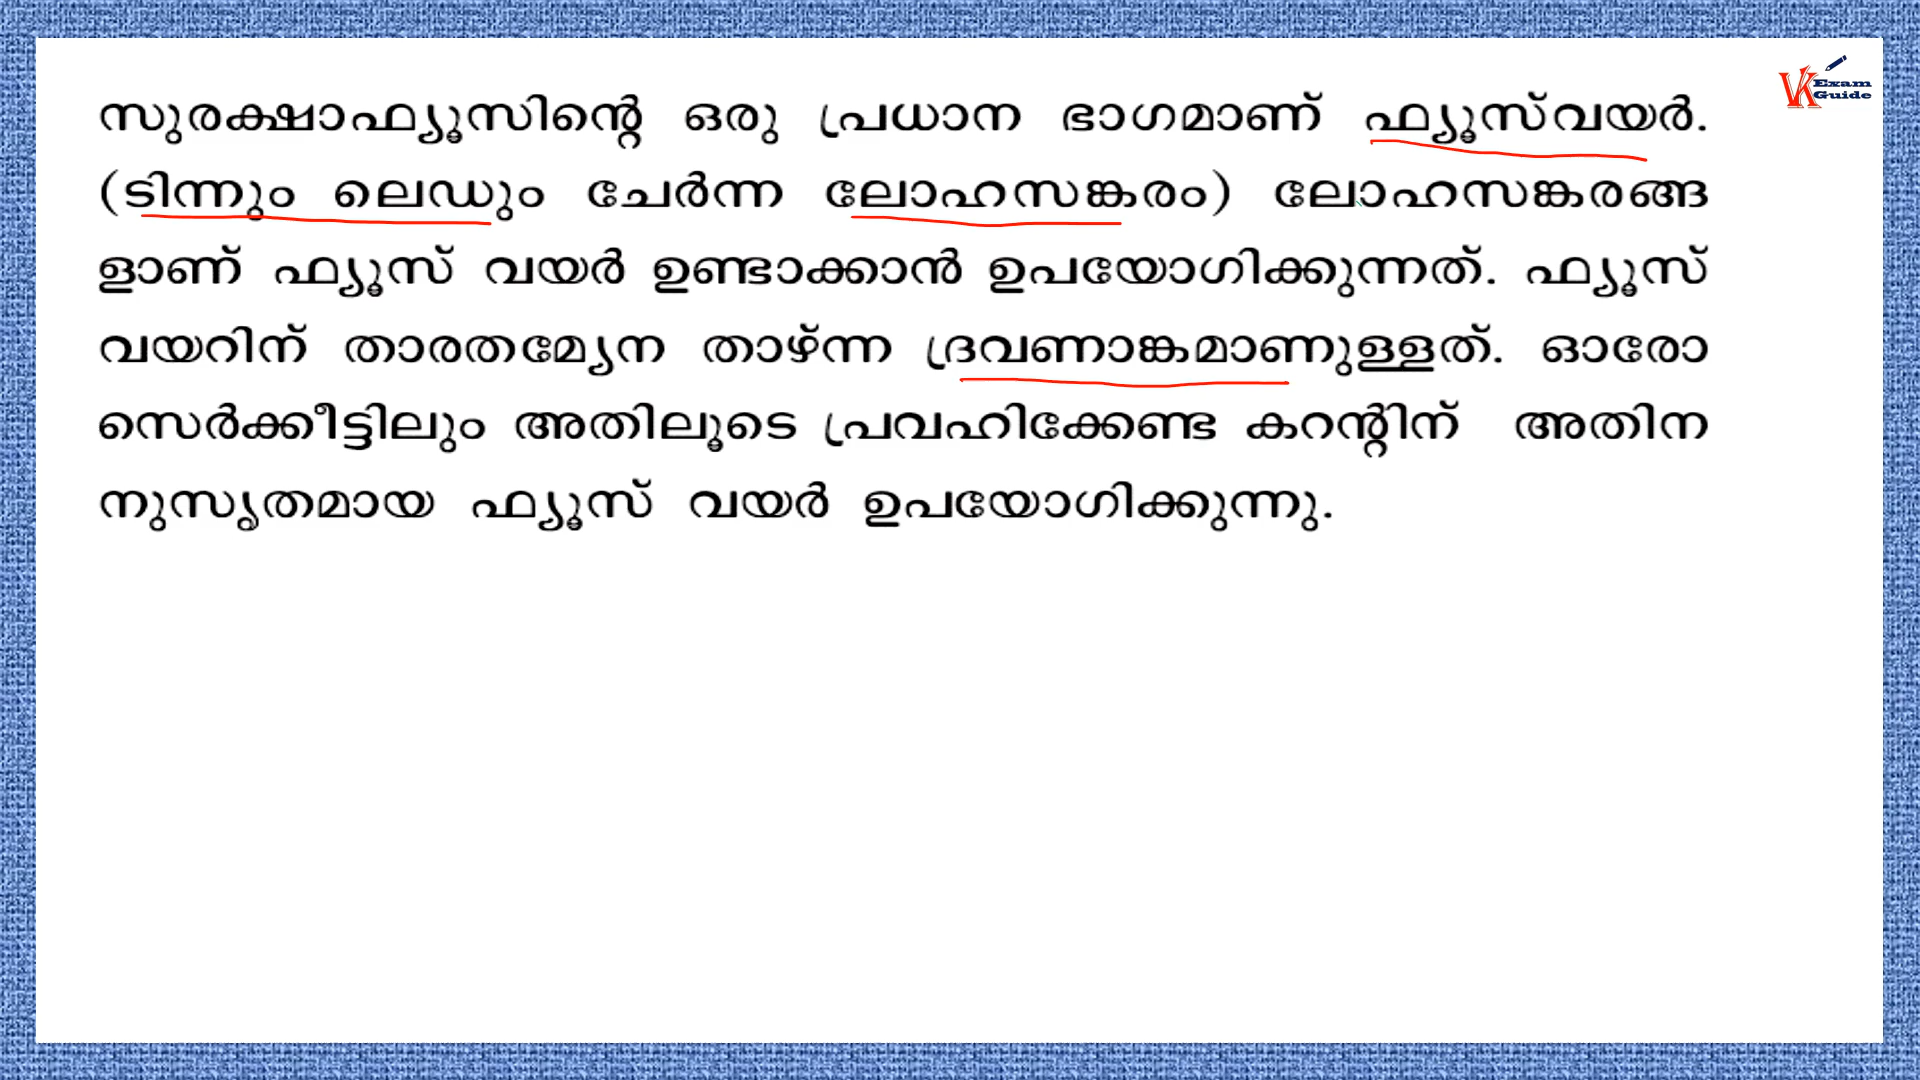 സുരക്ഷാഫ്യൂസിന്റെ ഒരു പ്രധാന ഭാഗമാണ് ഫ്യൂസ്‌വയർ.
(ടിന്നും ലെഡും ചേർന്ന ലോഹസങ്കരം) ലോഹസങ്കരങ്ങ
ളാണ് ഫ്യൂസ് വയർ ഉണ്ടാക്കാൻ ഉപയോഗിക്കുന്നത്. ഫ്യൂസ്
വയറിന് താരതമ്യേന താഴ്ന്ന ദ്രവണാങ്കമാണുള്ളത്. ഓരോ
സെർക്കീട്ടിലും അതിലൂടെ പ്രവഹിക്കേണ്ട കറന്റിന് അതിന
നുസൃതമായ ഫ്യൂസ് വയർ ഉപയോഗിക്കുന്നു.
VK Exam Guide